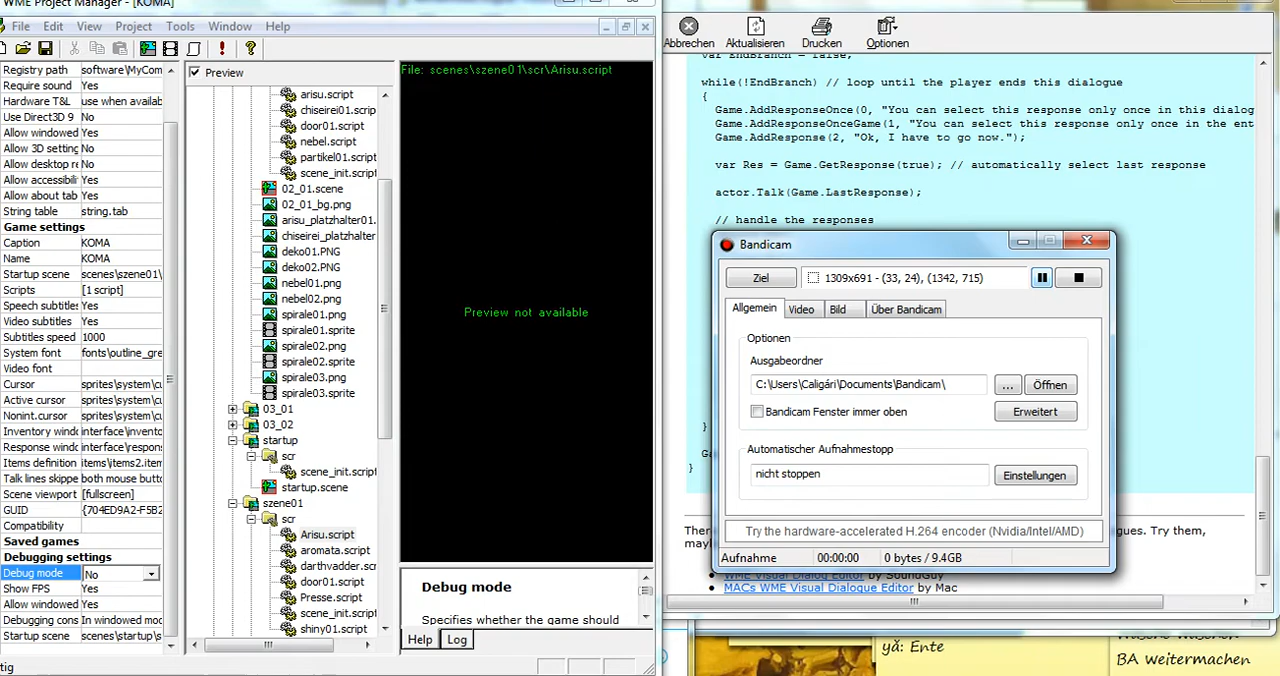 WME Project Manager - [KOMA]
File Edit View Project Tools Window Help
Registry path software\MyCom
Require sound Yes
Hardware T&L use when availab
Use Direct3D 9 No
Allow windowed Yes
Allow 3D setting No
Allow desktop re No
Allow accessibili Yes
Allow about tab Yes
String table string.tab
Game settings
Caption KOMA
Name KOMA
Startup scene scenes\szene01\
Scripts [1 script]
Speech subtitles Yes
Video subtitles Yes
Subtitles speed 1000
System font fonts\outline_gre
Cursor sprites\system\cu
Active cursor sprites\system\cu
Nonint.cursor sprites\system\cu
Inventory wind interface\invento
Response wind interface\respons
Items definition items\items2.item
Talk lines skippe both mouse butto
Scene viewport [fullscreen]
GUID {704ED9A2-F5B2
Compatibility
Saved games
Debugging settings
Debug mode No
Show FPS Yes
Allow windowed Yes
Debugging cons In windowed m
Startup scene scenes\startup\s
tig
Preview
arisu.script
chiseirei01.script
door01.script
nebel.script
partikel01.script
scene_init.script
02_01.scene
02_01_bg.png
arisu_platzhalter01.
chiseirei_platzhalter
deko01.PNG
deko02.PNG
nebel01.png
nebel02.png
spirale01.png
spirale01.sprite
spirale02.png
spirale02.sprite
spirale03.png
spirale03.sprite
03_01
03_02
startup
scr
scene_init.script
startup.scene
szene01
scr
Arisu.script
aromata.script
darthvadder.script
door01.script
Presse.script
scene_init.script
shiny01.script
File: scenes\szene01\scr\Arisu.script
Preview not available
Debug mode
Specifies whether the game should
Help Log
Abbrechen Aktualisieren Drucken Optionen
var EndBranch = false;
while(!EndBranch) // loop until the player ends this dialogue
{
Game.AddResponseOnce(0, "You can select this response only once in this dialog
Game.AddResponseOnceGame(1, "You can select this response only once in the ent
Game.AddResponse(2, "Ok, I have to go now.");
var Res = Game.GetResponse(true); // automatically select last response
actor.Talk(Game.LastResponse);
// handle the responses
}
Ga
}
Bandicam
Ziel 1309x691 - (33, 24), (1342, 715)
Allgemein Video Bild Über Bandicam
Optionen
Ausgabeordner
C:\Users\Caligári\Documents\Bandicam\ ... Öffnen
Bandicam Fenster immer oben Erweitert
Automatischer Aufnahmestopp
nicht stoppen Einstellungen
Try the hardware-accelerated H.264 encoder (Nvidia/Intel/AMD)
Aufnahme 00:00:00 0 bytes / 9.4GB
Ther gues. Try them,
mayb
WME Visual Dialog Editor by SoundGuy
MACs WME Visual Dialogue Editor by Mac
yǎ: Ente
BA weitermachen